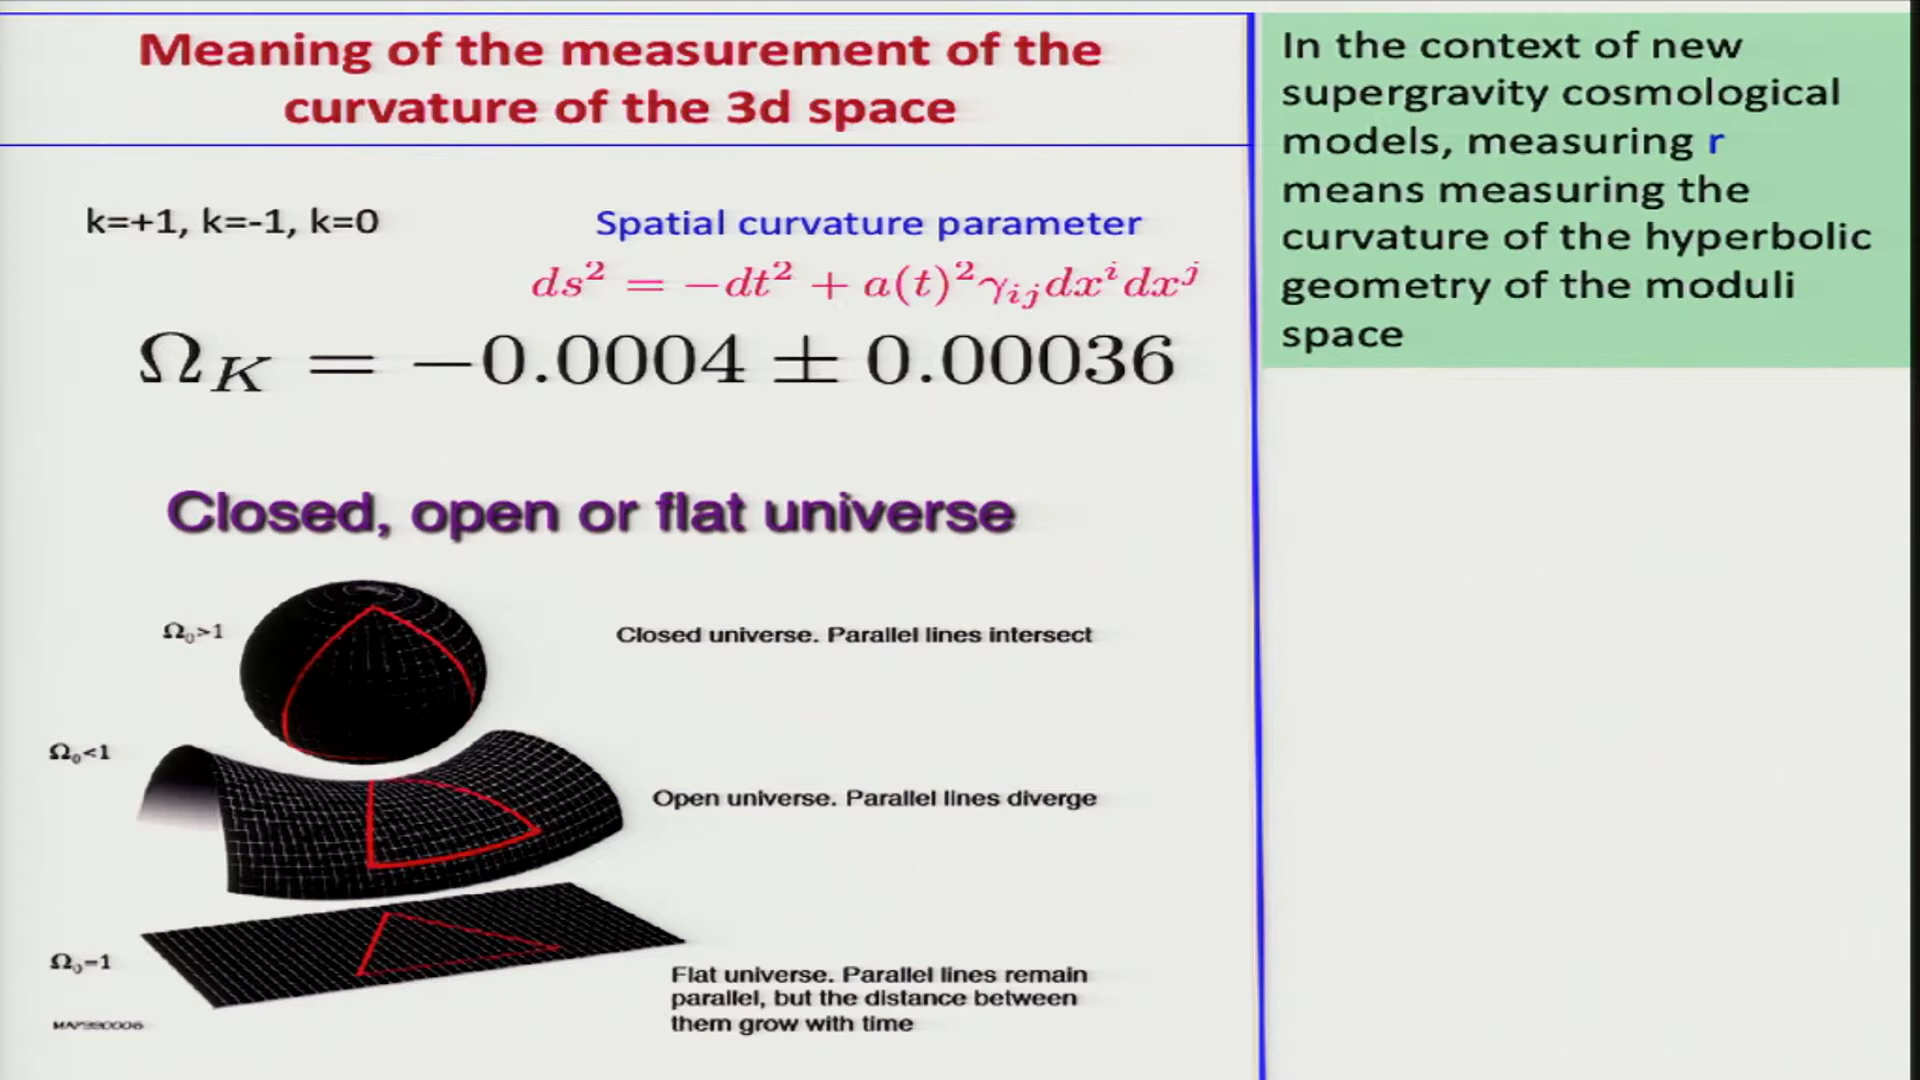 Meaning of the measurement of the
curvature of the 3d space
k=+1, k=-1, k=0
Spatial curvature parameter
ds² = −dt² + a(t)²γᵢⱼdxⁱdxʲ
Ω_K = −0.0004 ± 0.00036
Closed, open or flat universe
Ω₀>1
Closed universe. Parallel lines intersect
Ω₀<1
Open universe. Parallel lines diverge
Ω₀=1
Flat universe. Parallel lines remain
parallel, but the distance between
them grow with time
MAP990006
In the context of new
supergravity cosmological
models, measuring r
means measuring the
curvature of the hyperbolic
geometry of the moduli
space